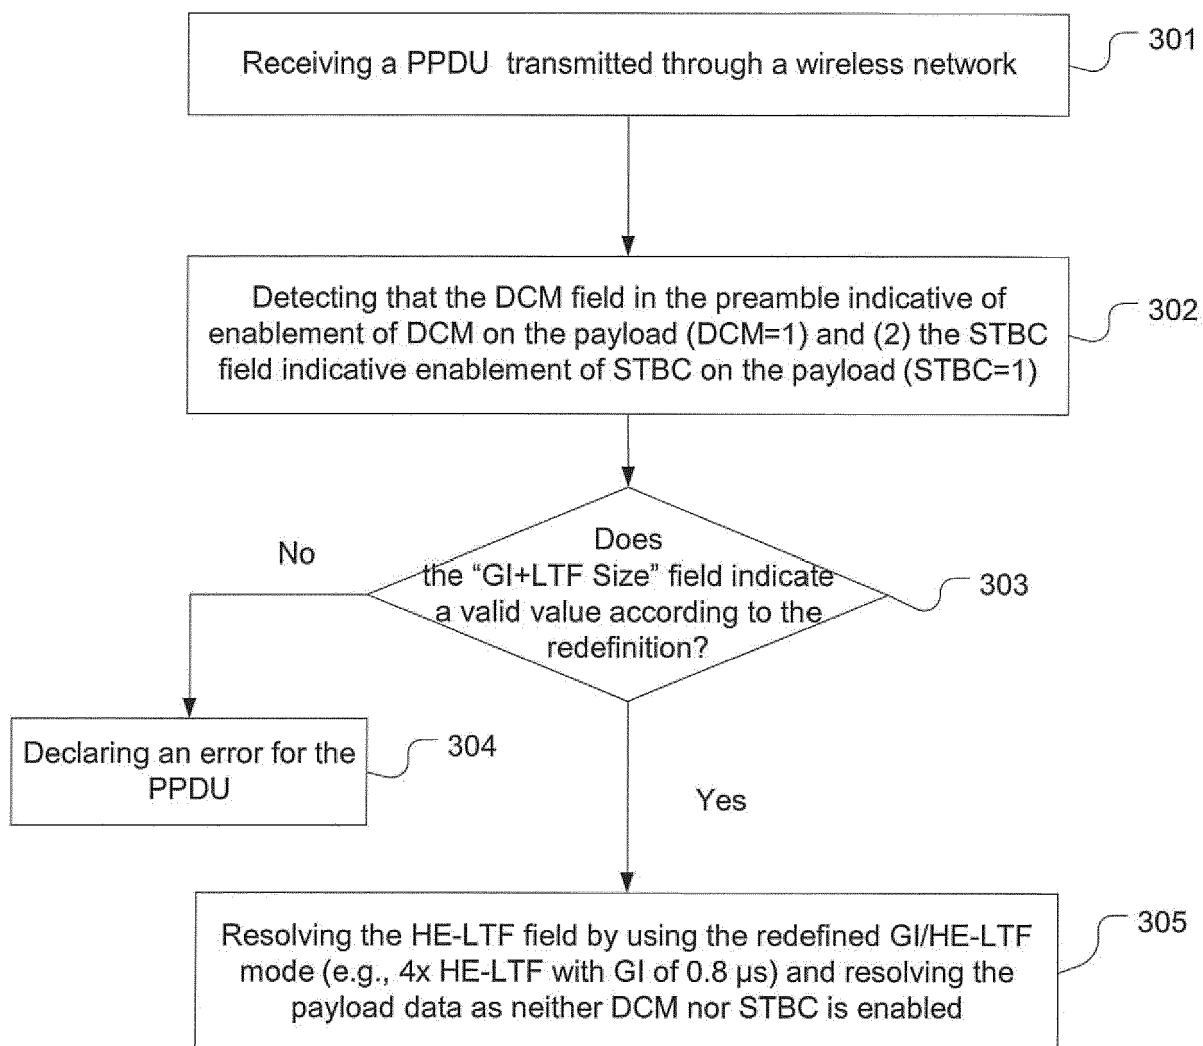 Receiving a PPDU transmitted through a wireless network
301
Detecting that the DCM field in the preamble indicative of
enablement of DCM on the payload (DCM=1) and (2) the STBC
field indicative enablement of STBC on the payload (STBC=1)
302
Does
the “GI+LTF Size” field indicate
a valid value according to the
redefinition?
303
No
Declaring an error for the
PPDU
304
Yes
Resolving the HE-LTF field by using the redefined GI/HE-LTF
mode (e.g., 4x HE-LTF with GI of 0.8 µs) and resolving the
payload data as neither DCM nor STBC is enabled
305